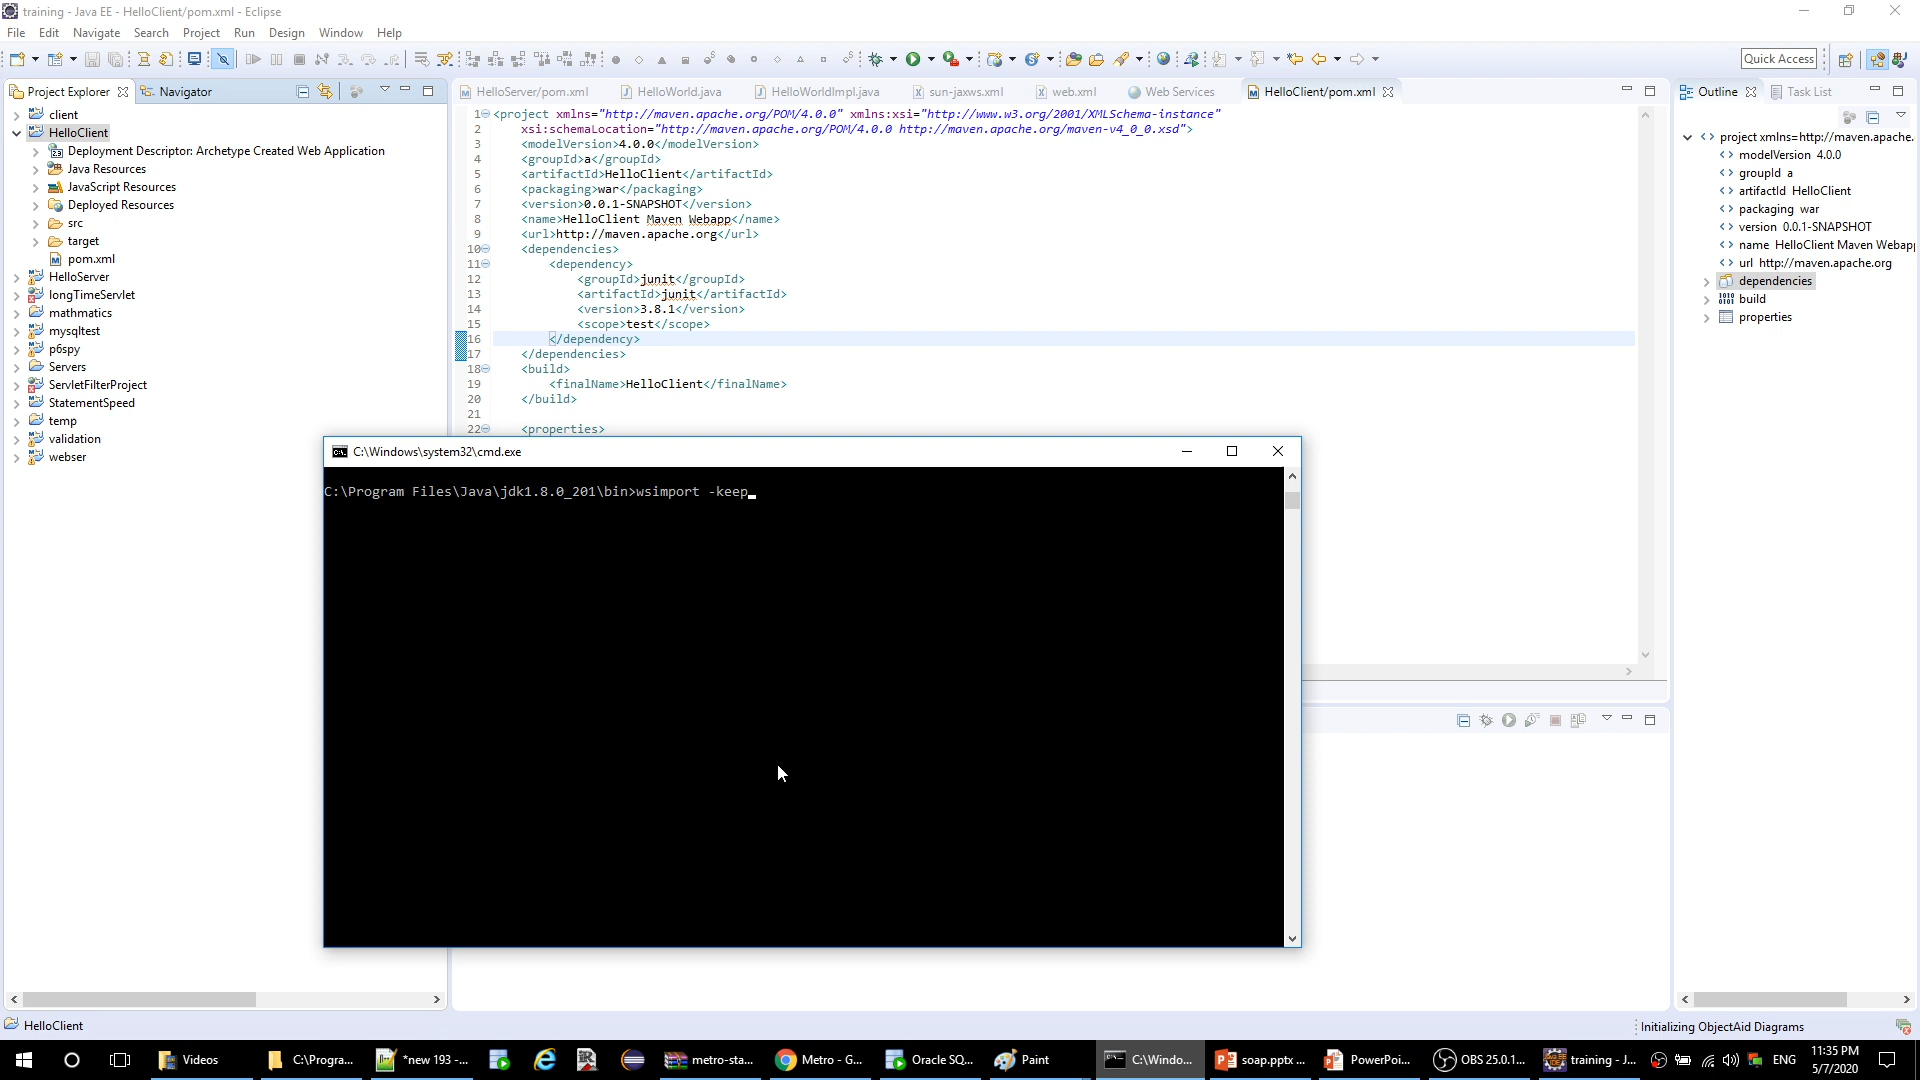 training - Java EE - HelloClient/pom.xml - Eclipse
File Edit Navigate Search Project Run Design Window Help
Quick Access
Project Explorer Navigator
HelloServer/pom.xml HelloWorld.java HelloWorldImpl.java sun-jaxws.xml web.xml Web Services HelloClient/pom.xml
Outline Task List
client
HelloClient
Deployment Descriptor: Archetype Created Web Application
Java Resources
JavaScript Resources
Deployed Resources
src
target
pom.xml
HelloServer
longTimeServlet
mathmatics
mysqltest
p6spy
Servers
ServletFilterProject
StatementSpeed
temp
validation
webser
1 <project xmlns="http://maven.apache.org/POM/4.0.0" xmlns:xsi="http://www.w3.org/2001/XMLSchema-instance"
2 xsi:schemaLocation="http://maven.apache.org/POM/4.0.0 http://maven.apache.org/maven-v4_0_0.xsd">
3 <modelVersion>4.0.0</modelVersion>
4 <groupId>a</groupId>
5 <artifactId>HelloClient</artifactId>
6 <packaging>war</packaging>
7 <version>0.0.1-SNAPSHOT</version>
8 <name>HelloClient Maven Webapp</name>
9 <url>http://maven.apache.org</url>
10 <dependencies>
11 <dependency>
12 <groupId>junit</groupId>
13 <artifactId>junit</artifactId>
14 <version>3.8.1</version>
15 <scope>test</scope>
16 </dependency>
17 </dependencies>
18 <build>
19 <finalName>HelloClient</finalName>
20 </build>
21
22 <properties>
project xmlns=http://maven.apache.
modelVersion 4.0.0
groupId a
artifactId HelloClient
packaging war
version 0.0.1-SNAPSHOT
name HelloClient Maven Webapp
url http://maven.apache.org
dependencies
build
properties
C:\Windows\system32\cmd.exe
C:\Program Files\Java\jdk1.8.0_201\bin>wsimport -keep_
HelloClient
Initializing ObjectAid Diagrams
Videos C:\Progra... *new 193 -... metro-sta... Metro - G... Oracle SQ... Paint C:\Windo... soap.pptx ... PowerPoi... OBS 25.0.1... training - J... ENG 11:35 PM
5/7/2020